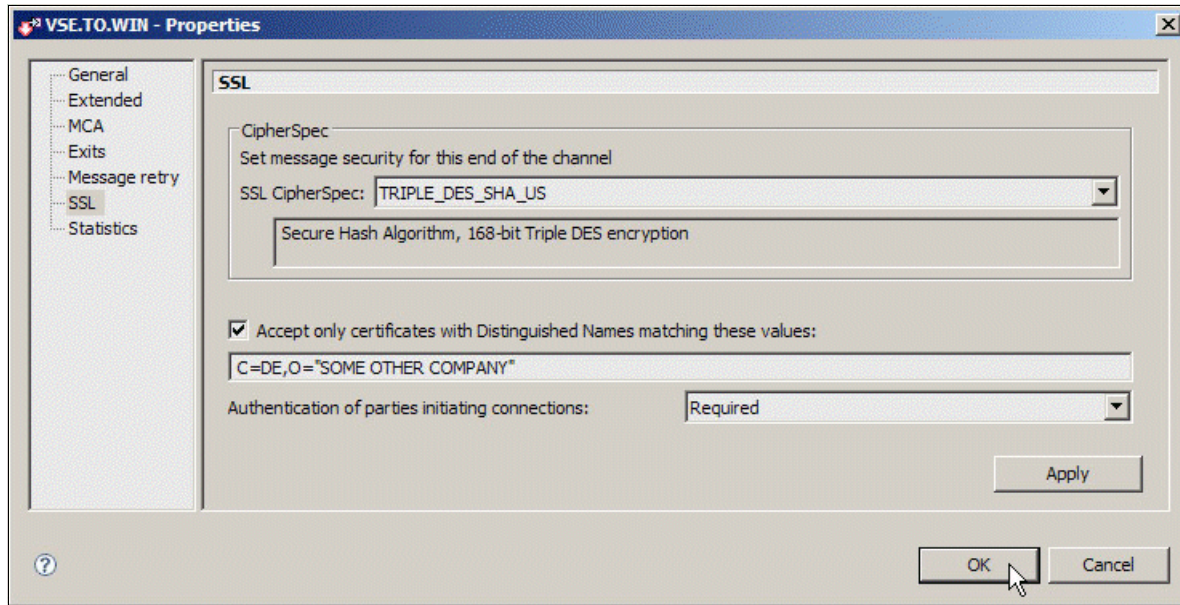 VSE.TO.WIN - Properties
General
Extended
MCA
Exits
Message retry
SSL
Statistics
SSL
CipherSpec
Set message security for this end of the channel
SSL CipherSpec: TRIPLE_DES_SHA_US
Secure Hash Algorithm, 168-bit Triple DES encryption
Accept only certificates with Distinguished Names matching these values:
C=DE,O="SOME OTHER COMPANY"
Authentication of parties initiating connections: Required
Apply
? OK Cancel